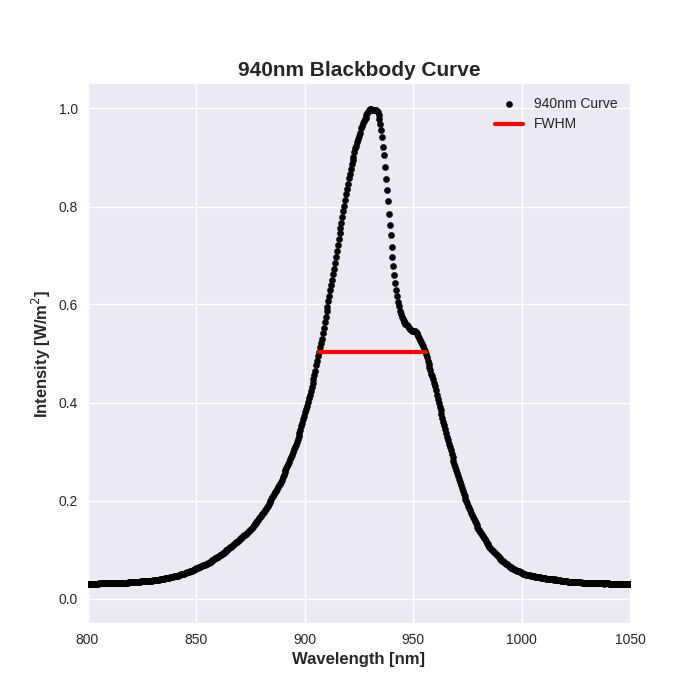 940nm Blackbody Curve
940nm Curve
FWHM
1.0
0.8
0.6
0.4
0.2
0.0
Intensity [W/m²]
800 850 900 950 1000 1050
Wavelength [nm]